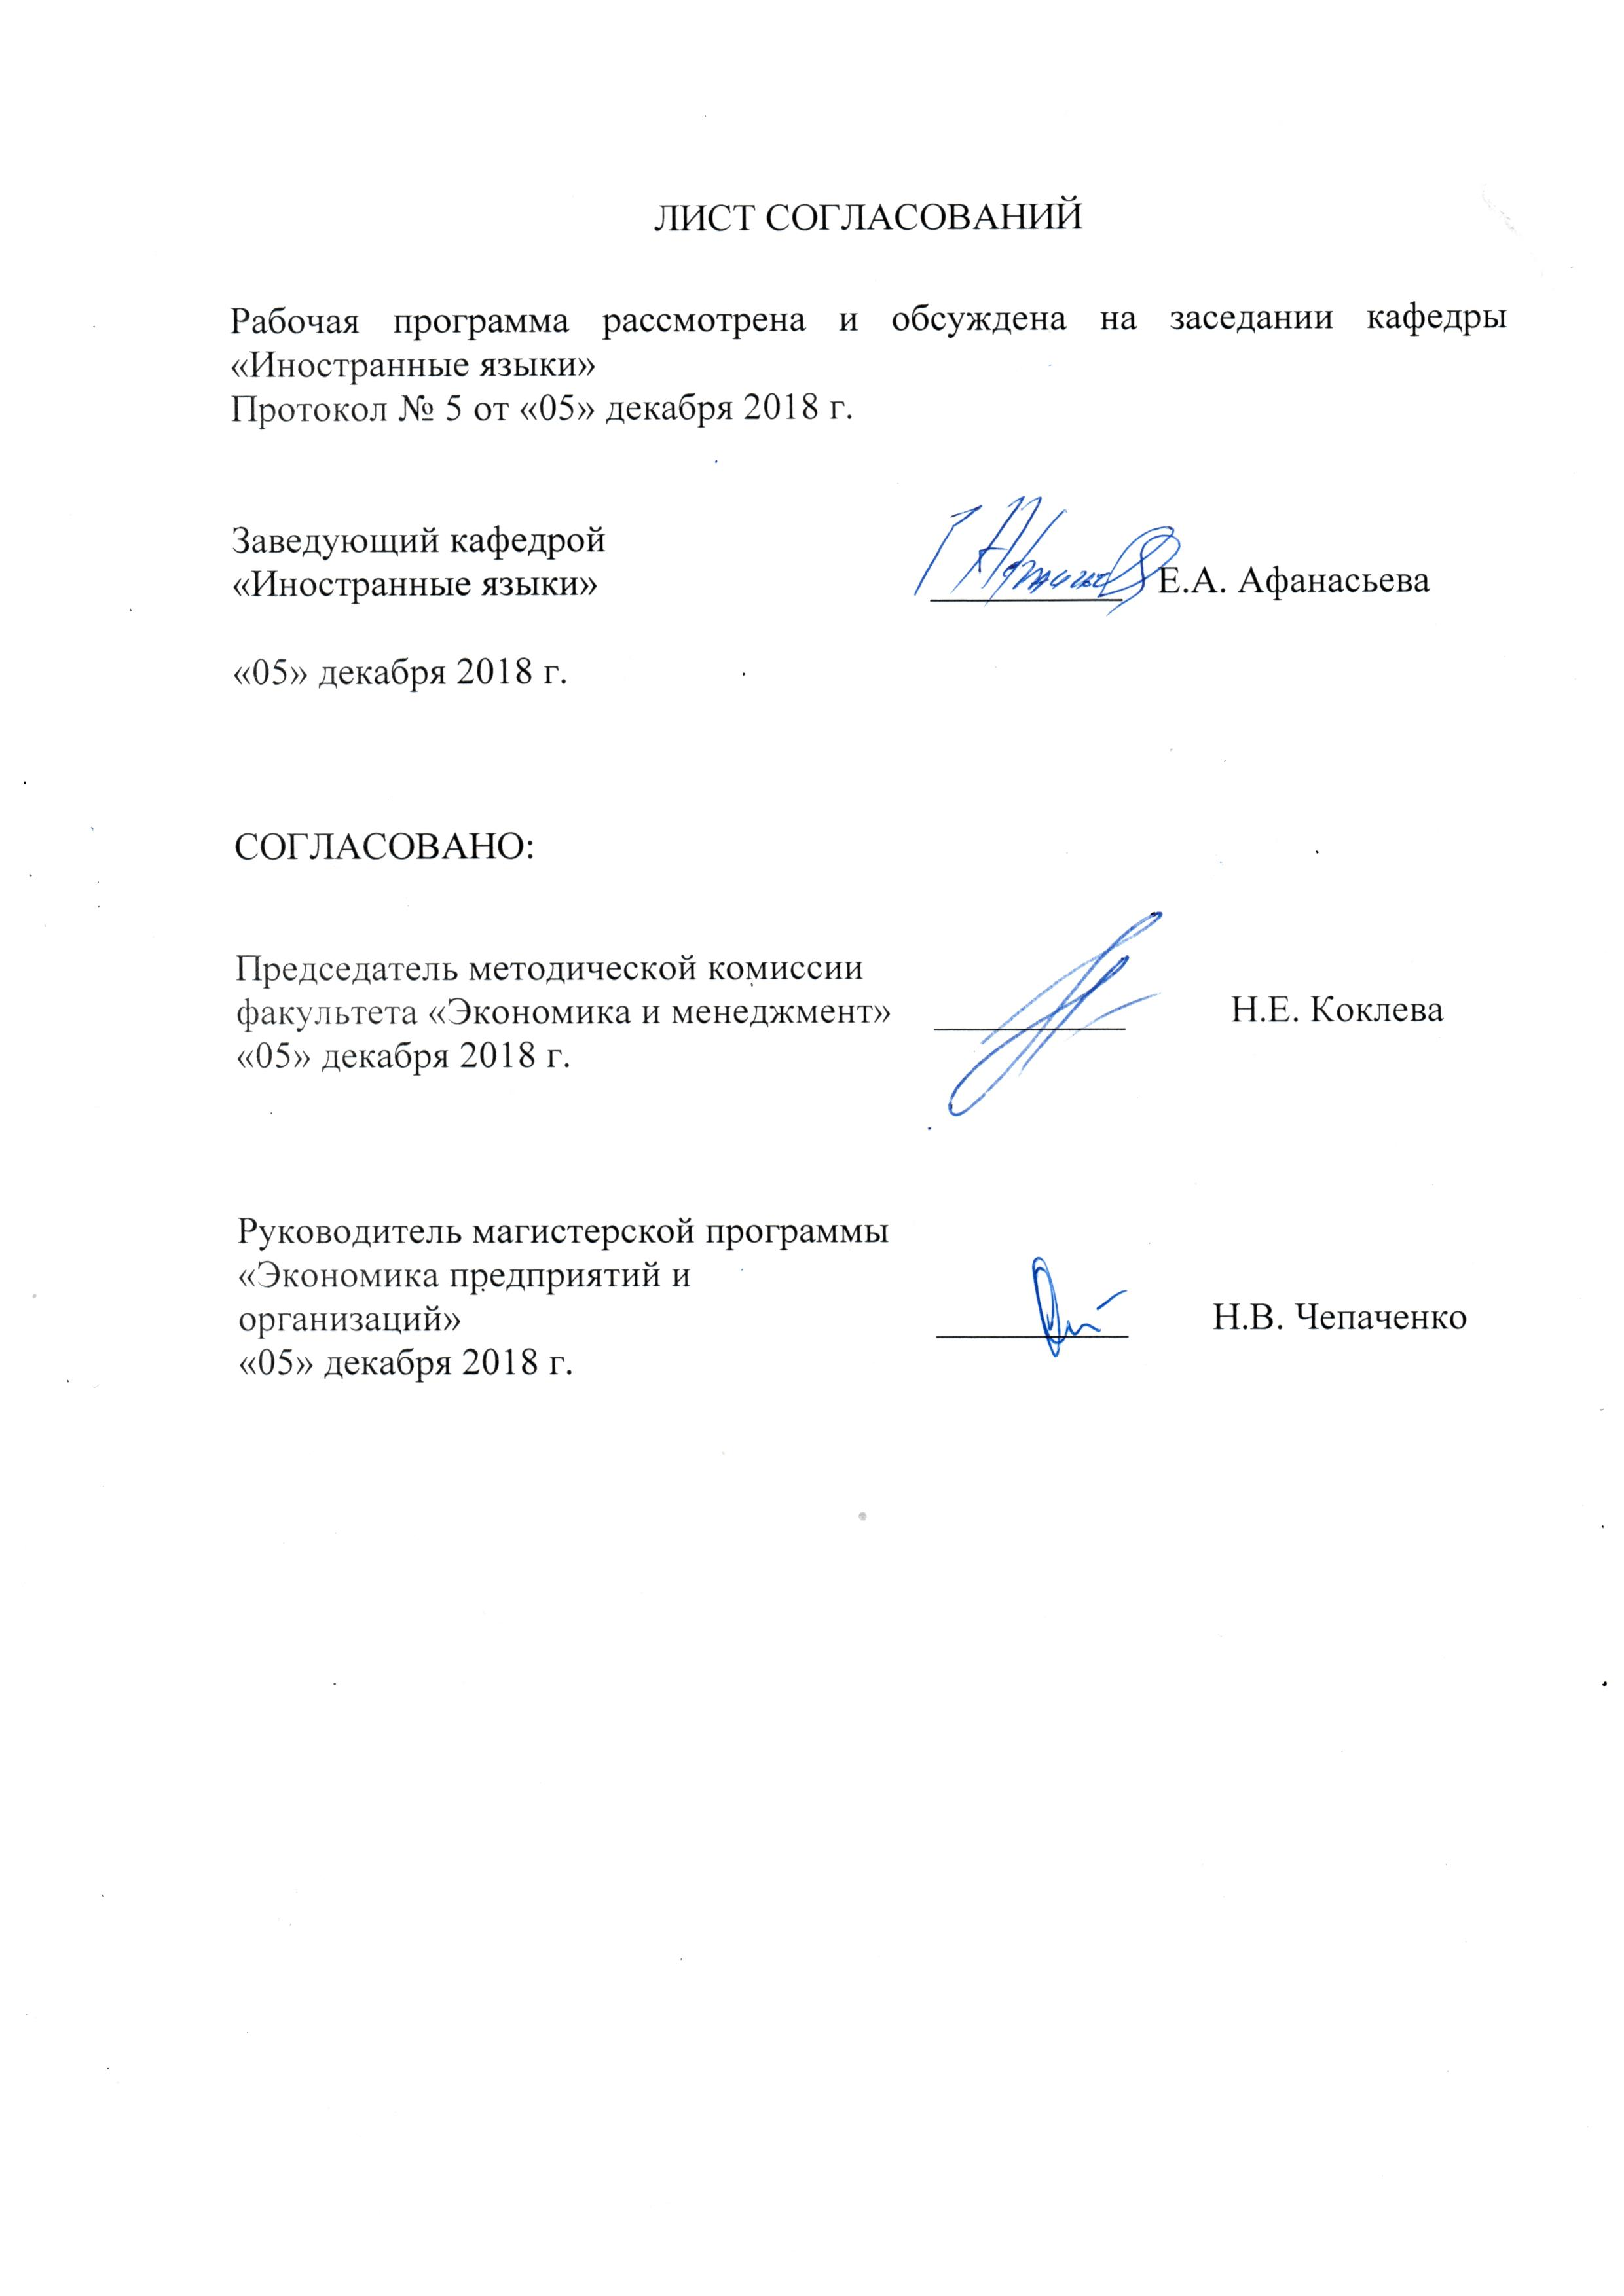 ЛИСТ СОГЛАСОВАНИЙ
Рабочая программа рассмотрена и обсуждена на заседании кафедры
«Иностранные языки»
Протокол № 5 от «05» декабря 2018 г.
Заведующий кафедрой
«Иностранные языки» Е.А. Афанасьева
«05» декабря 2018 г.
СОГЛАСОВАНО:
Председатель методической комиссии
факультета «Экономика и менеджмент» Н.Е. Коклева
«05» декабря 2018 г.
Руководитель магистерской программы
«Экономика предприятий и
организаций» Н.В. Чепаченко
«05» декабря 2018 г.